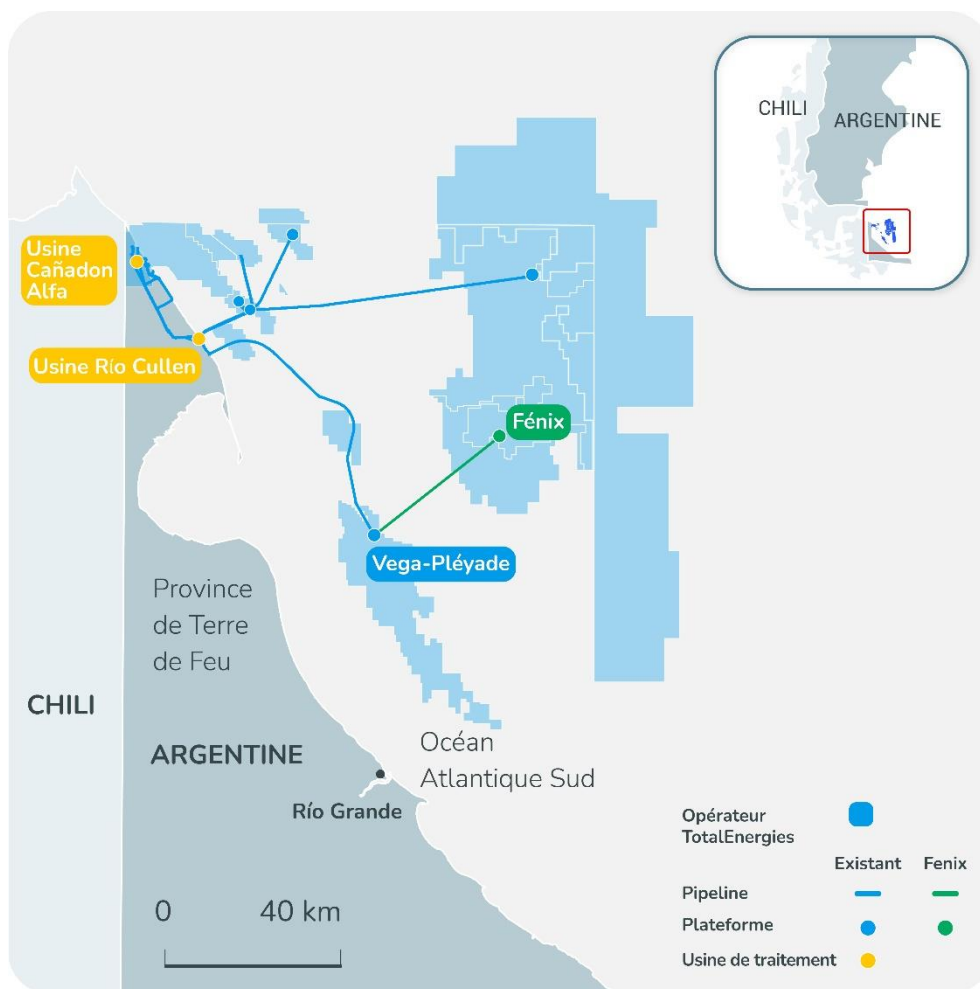 CHILI
ARGENTINE
Usine
Cañadon
Alfa
Usine Río Cullen
Fénix
Vega-Pléyade
Province
de Terre
de Feu
CHILI
ARGENTINE
Océan
Atlantique Sud
Río Grande
0 40 km
Opérateur
TotalEnergies
Existant Fenix
Pipeline
Plateforme
Usine de traitement